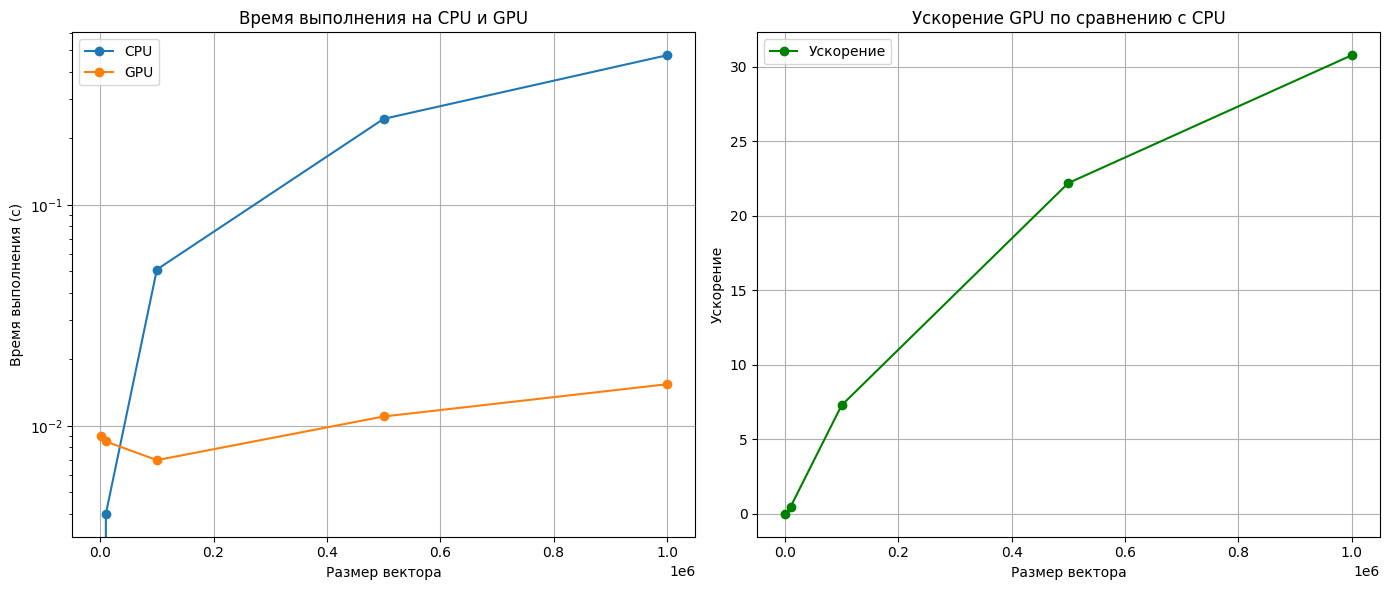 Время выполнения на CPU и GPU
CPU
GPU
Время выполнения (с)
10⁻¹
10⁻²
0.0 0.2 0.4 0.6 0.8 1.0
1e6
Размер вектора
Ускорение GPU по сравнению с CPU
Ускорение
Ускорение
30
25
20
15
10
5
0
0.0 0.2 0.4 0.6 0.8 1.0
1e6
Размер вектора